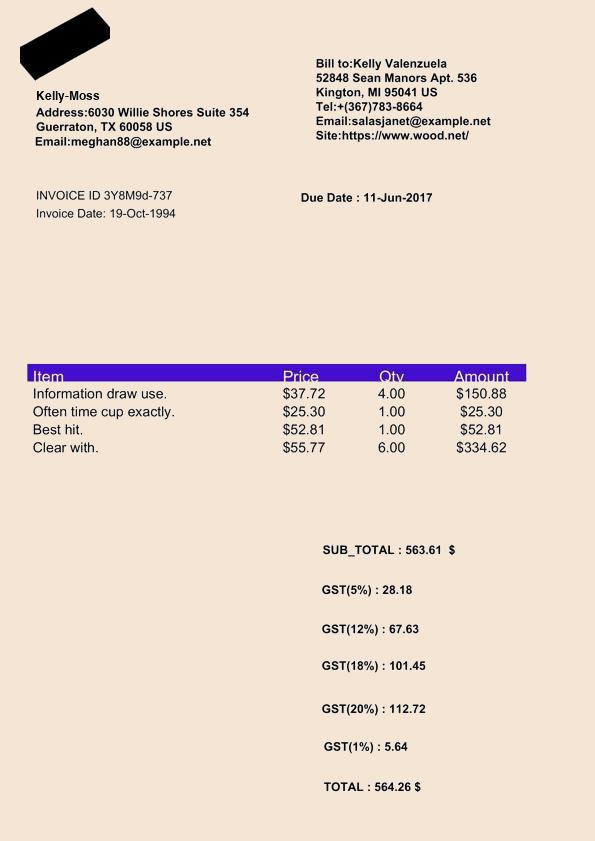 Kelly-Moss
Address:6030 Willie Shores Suite 354
Guerraton, TX 60058 US
Email:meghan88@example.net
Bill to:Kelly Valenzuela
52848 Sean Manors Apt. 536
Kington, MI 95041 US
Tel:+(367)783-8664
Email:salasjanet@example.net
Site:https://www.wood.net/
INVOICE ID 3Y8M9d-737
Invoice Date: 19-Oct-1994
Due Date : 11-Jun-2017
Item Price Qty Amount
Information draw use. $37.72 4.00 $150.88
Often time cup exactly. $25.30 1.00 $25.30
Best hit. $52.81 1.00 $52.81
Clear with. $55.77 6.00 $334.62
SUB_TOTAL : 563.61 $
GST(5%) : 28.18
GST(12%) : 67.63
GST(18%) : 101.45
GST(20%) : 112.72
GST(1%) : 5.64
TOTAL : 564.26 $